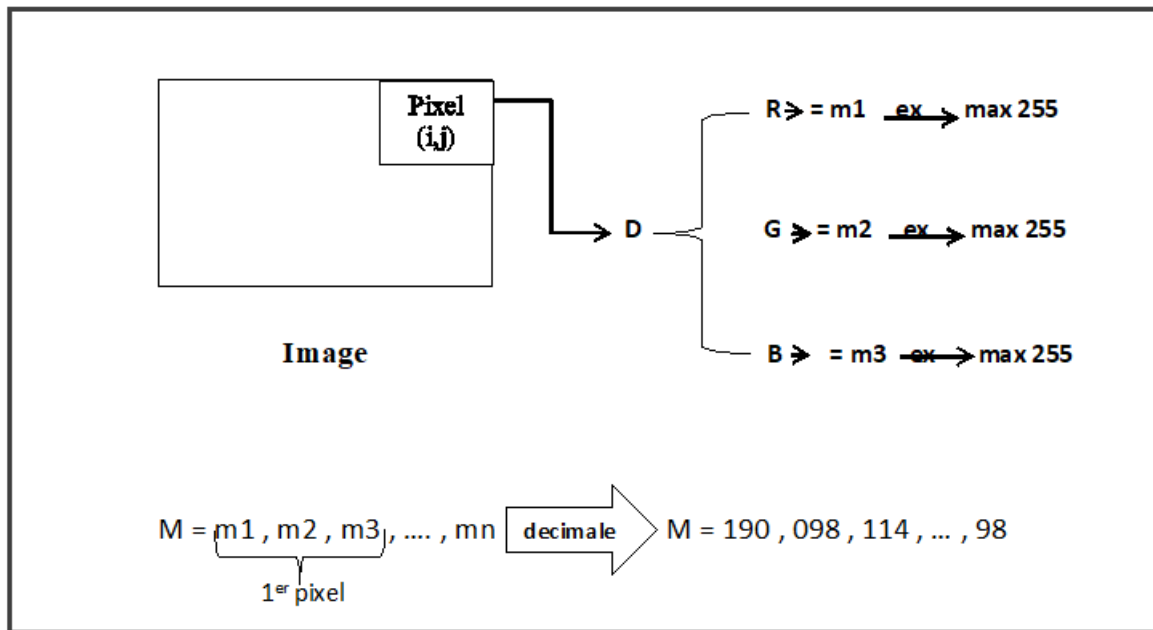 Pixel
(i,j)
R = m1 ex max 255
D
G = m2 ex max 255
B = m3 ex max 255
Image
M = m1 , m2 , m3 , .... , mn decimale M = 190 , 098 , 114 , ... , 98
1er pixel